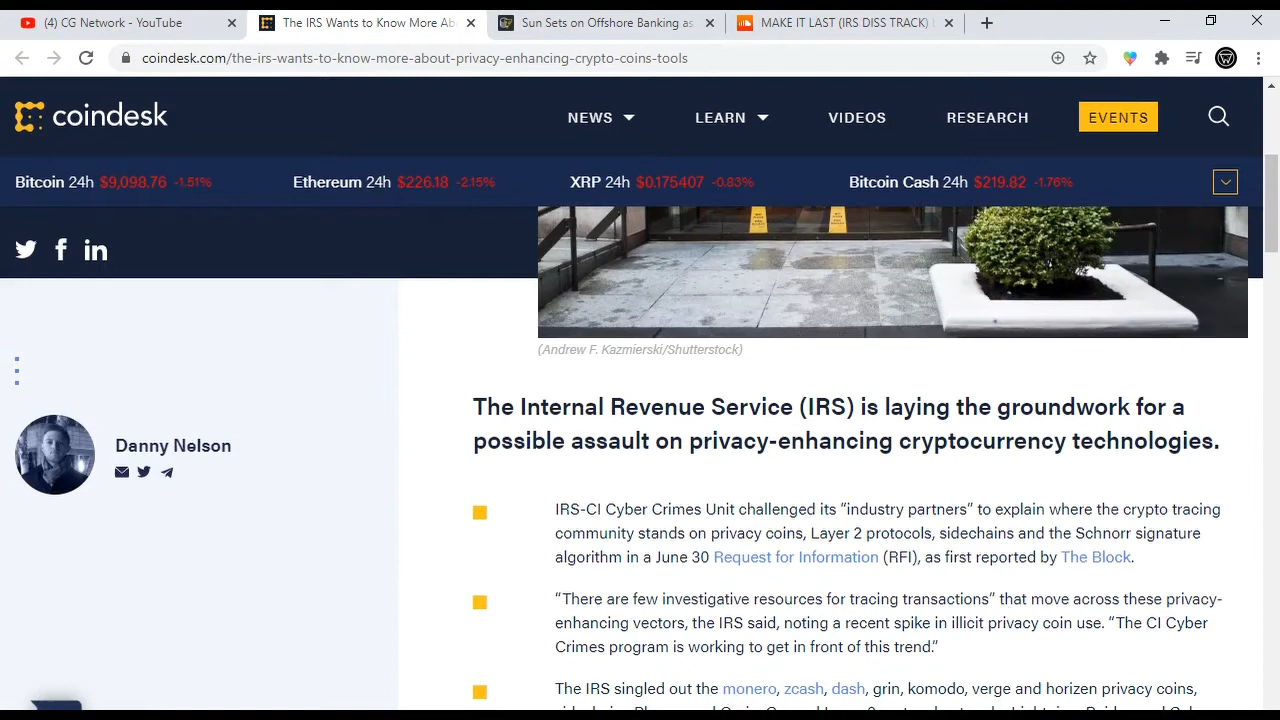 (4) CG Network - YouTube
The IRS Wants to Know More Abo
Sun Sets on Offshore Banking as
MAKE IT LAST (IRS DISS TRACK)
coindesk.com/the-irs-wants-to-know-more-about-privacy-enhancing-crypto-coins-tools
coindesk
NEWS
LEARN
VIDEOS
RESEARCH
EVENTS
Bitcoin 24h $9,098.76 -1.51%
Ethereum 24h $226.18 -2.15%
XRP 24h $0.175407 -0.83%
Bitcoin Cash 24h $219.82 -1.76%
(Andrew F. Kazmierski/Shutterstock)
Danny Nelson
The Internal Revenue Service (IRS) is laying the groundwork for a
possible assault on privacy-enhancing cryptocurrency technologies.
IRS-CI Cyber Crimes Unit challenged its “industry partners” to explain where the crypto tracing
community stands on privacy coins, Layer 2 protocols, sidechains and the Schnorr signature
algorithm in a June 30 Request for Information (RFI), as first reported by The Block.
“There are few investigative resources for tracing transactions” that move across these privacy-
enhancing vectors, the IRS said, noting a recent spike in illicit privacy coin use. “The CI Cyber
Crimes program is working to get in front of this trend.”
The IRS singled out the monero, zcash, dash, grin, komodo, verge and horizen privacy coins,